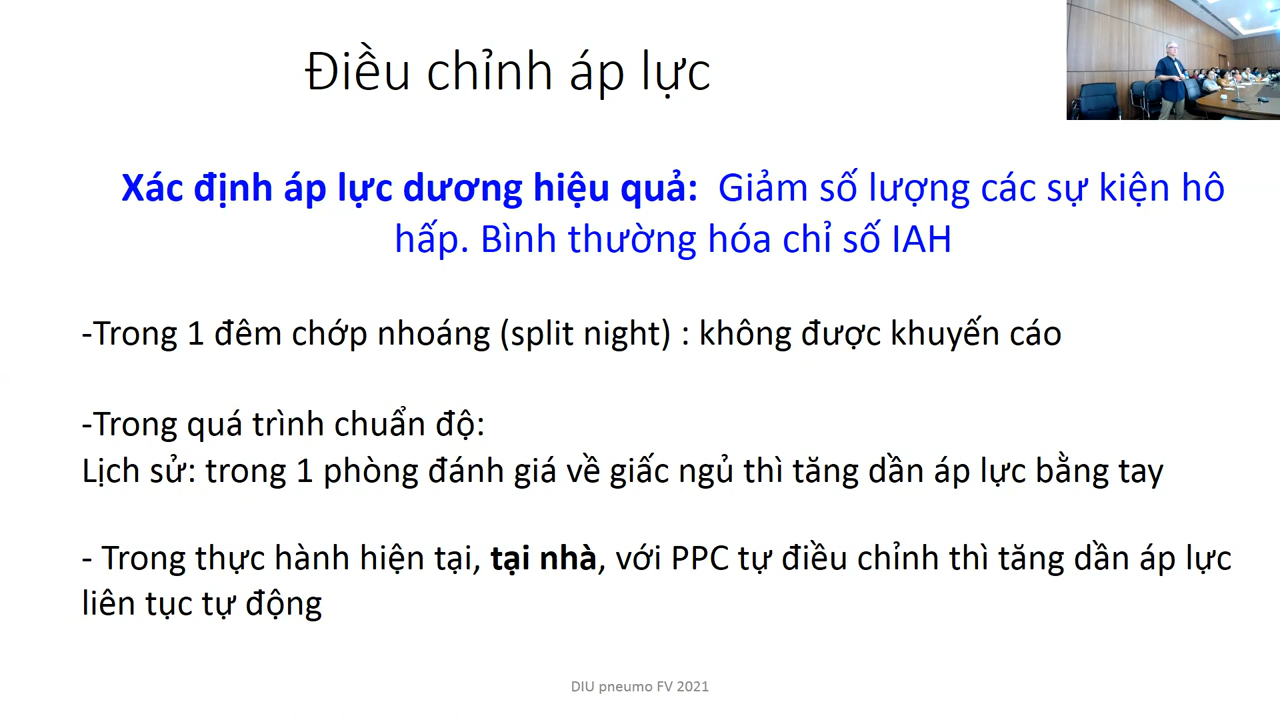 Điều chỉnh áp lực
Xác định áp lực dương hiệu quả: Giảm số lượng các sự kiện hô
hấp. Bình thường hóa chỉ số IAH
-Trong 1 đêm chớp nhoáng (split night) : không được khuyến cáo
-Trong quá trình chuẩn độ:
Lịch sử: trong 1 phòng đánh giá về giấc ngủ thì tăng dần áp lực bằng tay
- Trong thực hành hiện tại, tại nhà, với PPC tự điều chỉnh thì tăng dần áp lực
liên tục tự động
DIU pneumo FV 2021